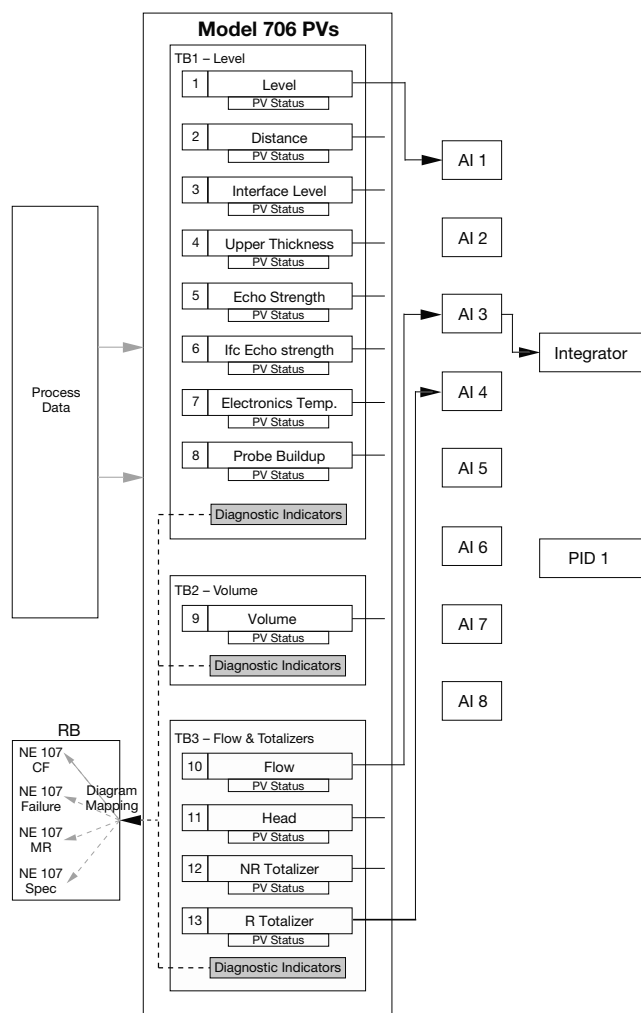 Model 706 PVs
TB1 – Level
1 Level
PV Status
2 Distance
PV Status
3 Interface Level
PV Status
4 Upper Thickness
PV Status
5 Echo Strength
PV Status
6 Ifc Echo strength
PV Status
7 Electronics Temp.
PV Status
8 Probe Buildup
PV Status
Diagnostic Indicators
TB2 – Volume
9 Volume
PV Status
Diagnostic Indicators
TB3 – Flow & Totalizers
10 Flow
PV Status
11 Head
PV Status
12 NR Totalizer
PV Status
13 R Totalizer
PV Status
Diagnostic Indicators
Process
Data
RB
NE 107
CF
NE 107
Failure
NE 107
MR
NE 107
Spec
Diagram
Mapping
AI 1
AI 2
AI 3
AI 4
AI 5
AI 6
AI 7
AI 8
Integrator
PID 1